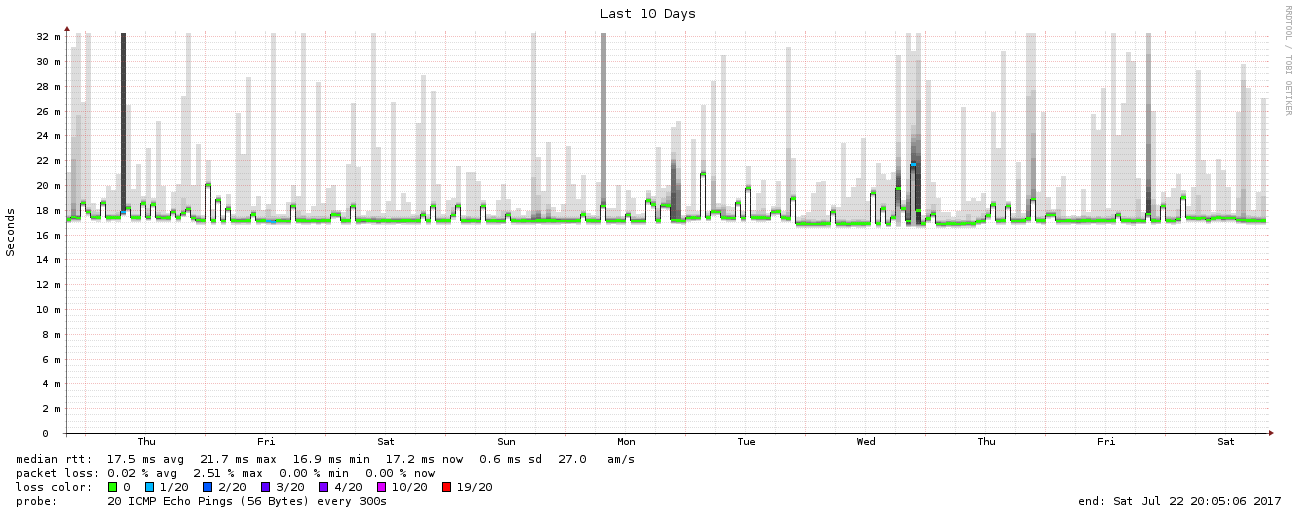 Last 10 Days
RRDTOOL / TOBI OETIKER
Seconds
32 m
30 m
28 m
26 m
24 m
22 m
20 m
18 m
16 m
14 m
12 m
10 m
8 m
6 m
4 m
2 m
0
Thu Fri Sat Sun Mon Tue Wed Thu Fri Sat
median rtt: 17.5 ms avg 21.7 ms max 16.9 ms min 17.2 ms now 0.6 ms sd 27.0 am/s
packet loss: 0.02 % avg 2.51 % max 0.00 % min 0.00 % now
loss color: 0 1/20 2/20 3/20 4/20 10/20 19/20
probe: 20 ICMP Echo Pings (56 Bytes) every 300s end: Sat Jul 22 20:05:06 2017